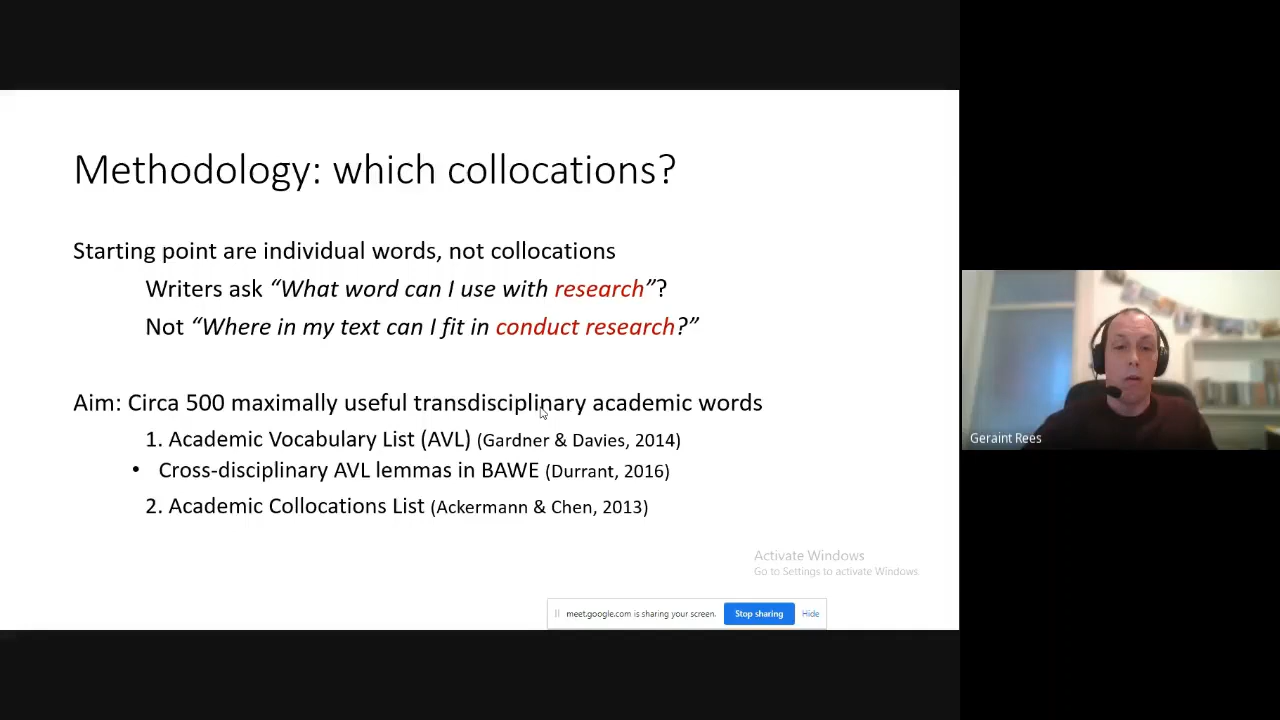 Methodology: which collocations?
Starting point are individual words, not collocations
Writers ask “What word can I use with research”?
Not “Where in my text can I fit in conduct research?”
Aim: Circa 500 maximally useful transdisciplinary academic words
1. Academic Vocabulary List (AVL) (Gardner & Davies, 2014)
• Cross-disciplinary AVL lemmas in BAWE (Durrant, 2016)
2. Academic Collocations List (Ackermann & Chen, 2013)
Activate Windows
Go to Settings to activate Windows.
meet.google.com is sharing your screen. Stop sharing Hide
Geraint Rees